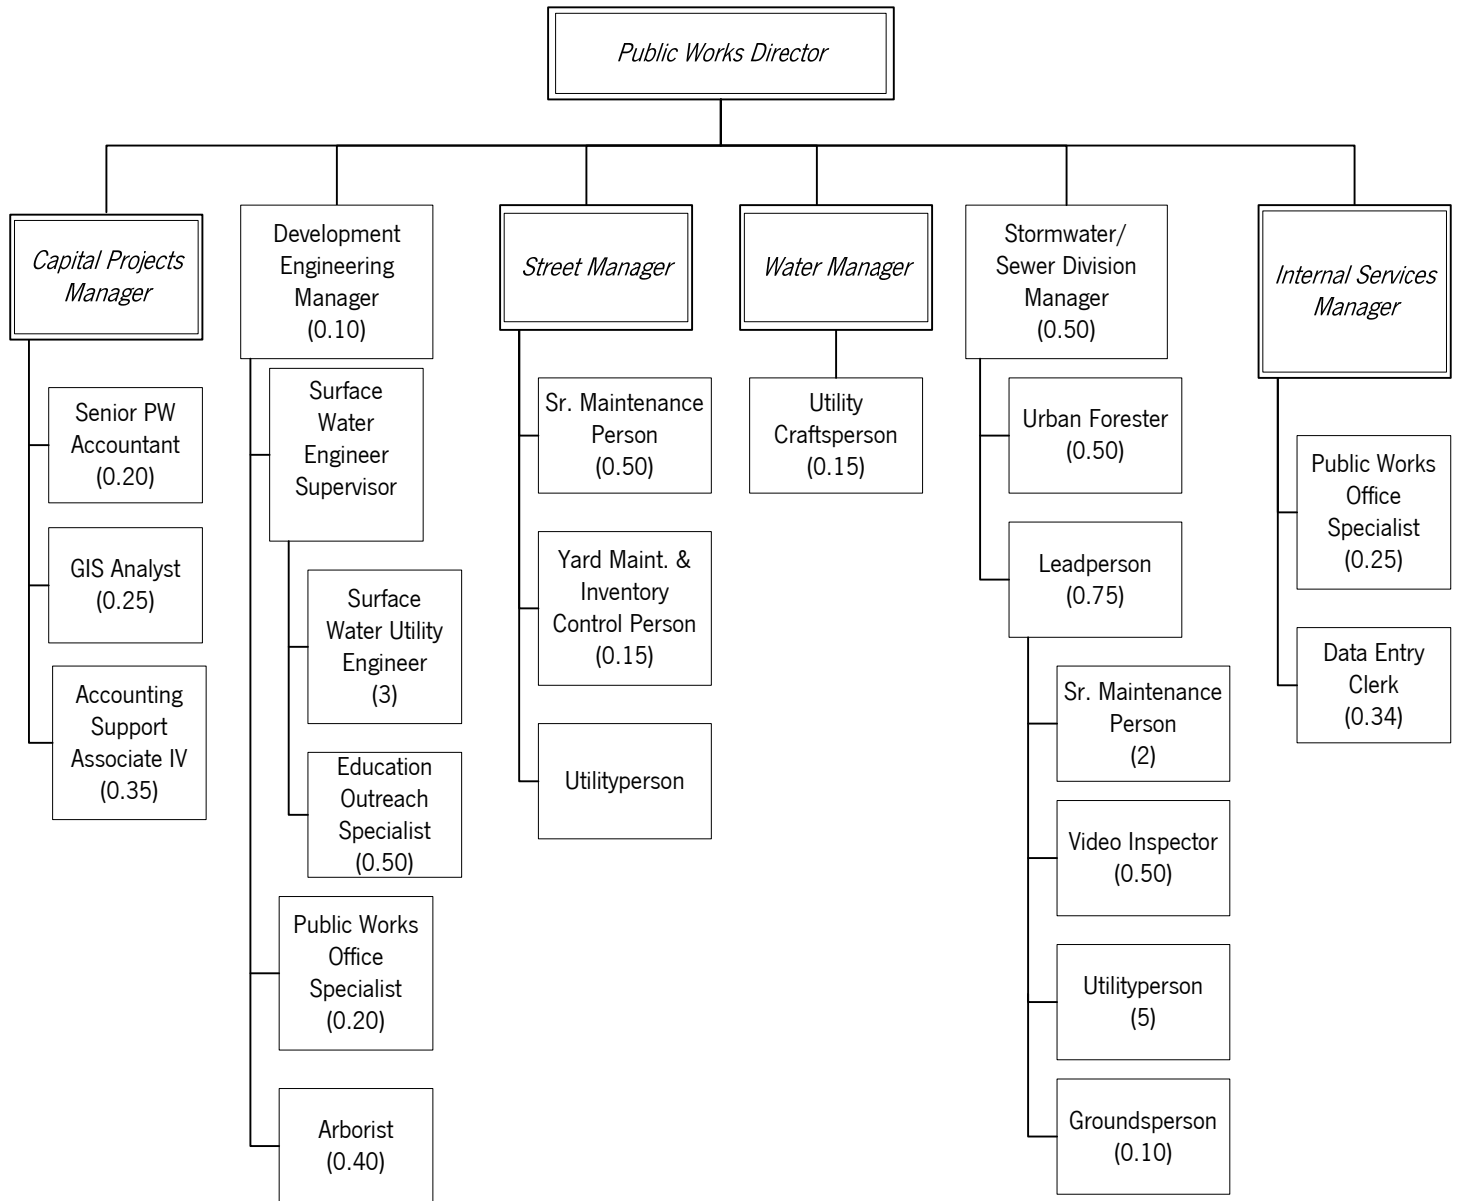 Public Works Director
Capital Projects
Manager
Senior PW
Accountant
(0.20)
GIS Analyst
(0.25)
Accounting
Support
Associate IV
(0.35)
Development
Engineering
Manager
(0.10)
Surface
Water
Engineer
Supervisor
Surface
Water Utility
Engineer
(3)
Education
Outreach
Specialist
(0.50)
Public Works
Office
Specialist
(0.20)
Arborist
(0.40)
Street Manager
Sr. Maintenance
Person
(0.50)
Yard Maint. &
Inventory
Control Person
(0.15)
Utilityperson
Water Manager
Utility
Craftsperson
(0.15)
Stormwater/
Sewer Division
Manager
(0.50)
Urban Forester
(0.50)
Leadperson
(0.75)
Sr. Maintenance
Person
(2)
Video Inspector
(0.50)
Utilityperson
(5)
Groundsperson
(0.10)
Internal Services
Manager
Public Works
Office
Specialist
(0.25)
Data Entry
Clerk
(0.34)